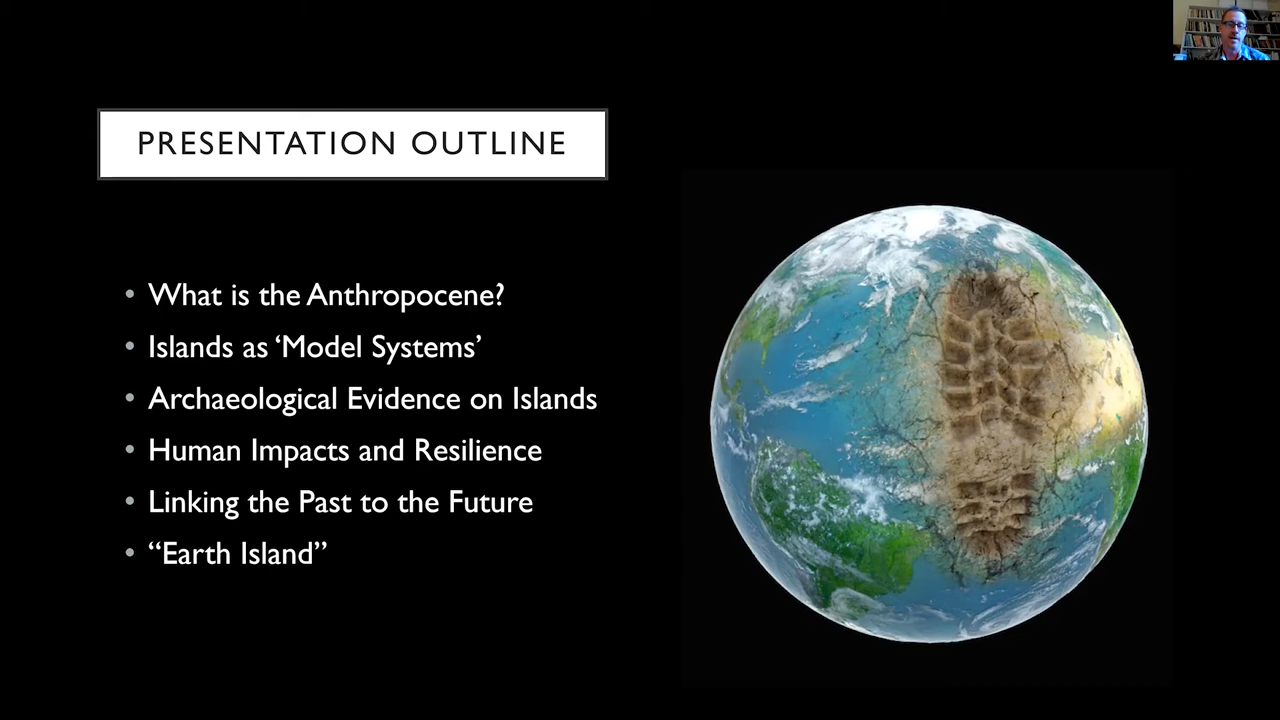 PRESENTATION OUTLINE
• What is the Anthropocene?
• Islands as ‘Model Systems’
• Archaeological Evidence on Islands
• Human Impacts and Resilience
• Linking the Past to the Future
• “Earth Island”